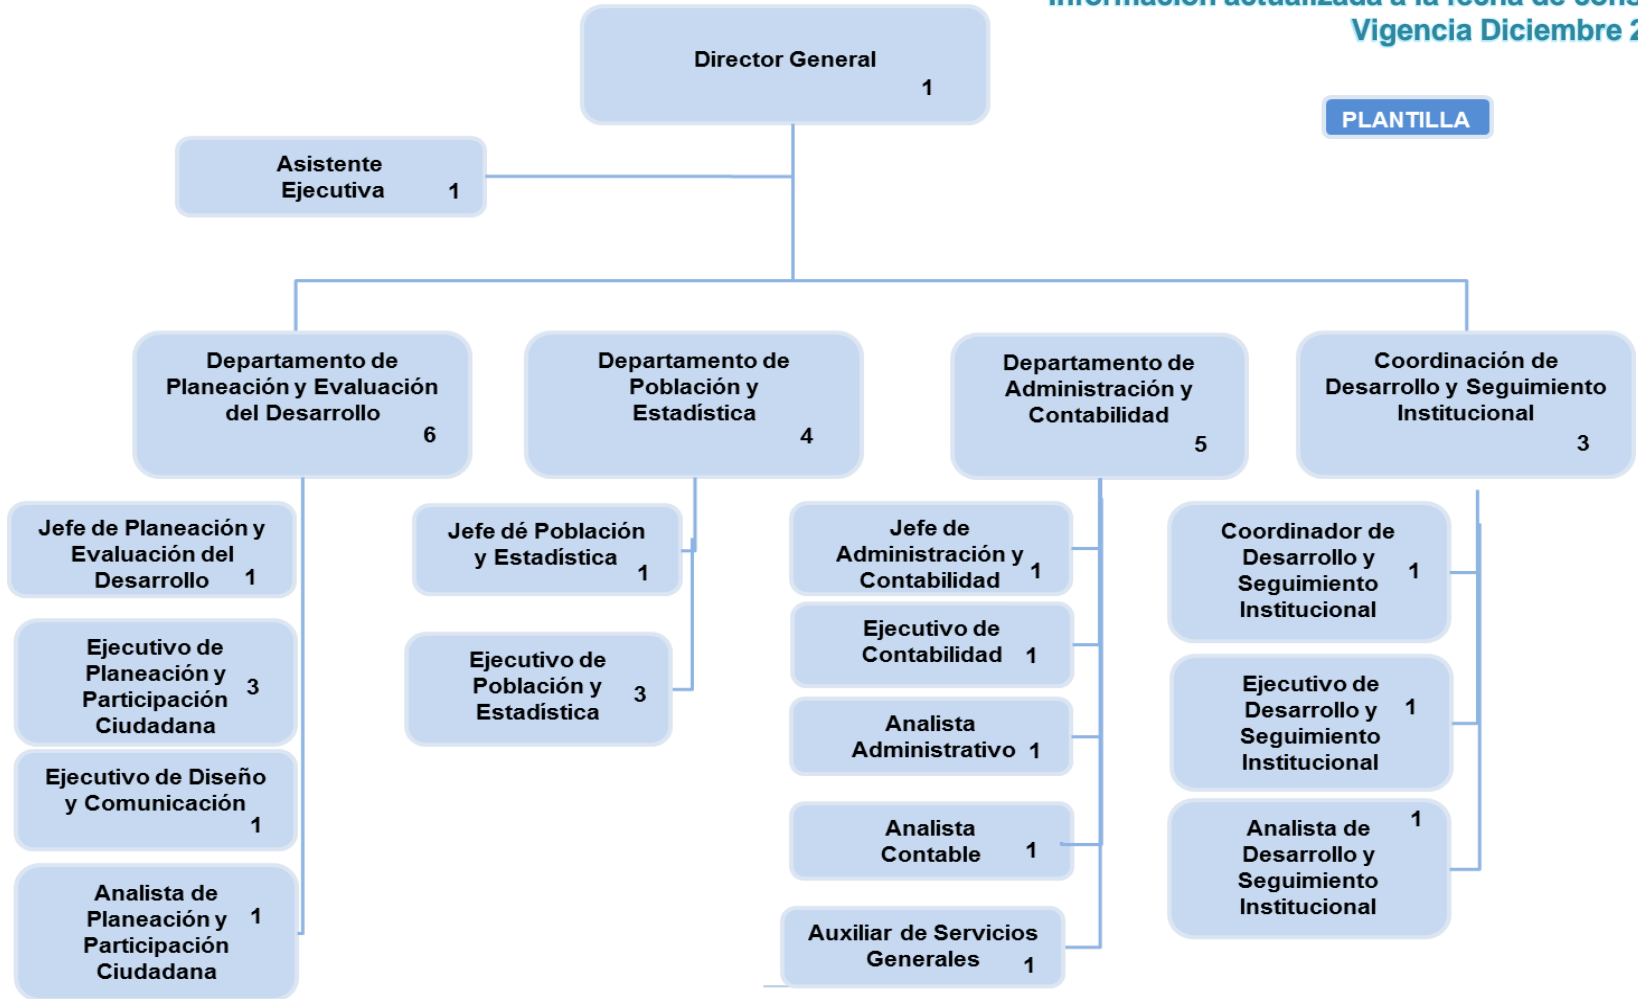 Información actualizada a la fecha de
Vigencia Diciembre
Director General
1
PLANTILLA
Asistente
Ejecutiva 1
Departamento de
Planeación y Evaluación
del Desarrollo
6
Departamento de
Población y
Estadística
4
Departamento de
Administración y
Contabilidad
5
Coordinación de
Desarrollo y Seguimiento
Institucional
3
Jefe de Planeación y
Evaluación del
Desarrollo 1
Ejecutivo de
Planeación y
Participación 3
Ciudadana
Ejecutivo de Diseño
y Comunicación
1
Analista de
Planeación y 1
Participación
Ciudadana
Jefe dé Población
y Estadística
1
Ejecutivo de
Población y 3
Estadística
Jefe de
Administración y
Contabilidad 1
Ejecutivo de
Contabilidad 1
Analista
Administrativo 1
Analista
Contable 1
Auxiliar de Servicios
Generales 1
Coordinador de
Desarrollo y 1
Seguimiento
Institucional
Ejecutivo de
Desarrollo y 1
Seguimiento
Institucional
1
Analista de
Desarrollo y
Seguimiento
Institucional